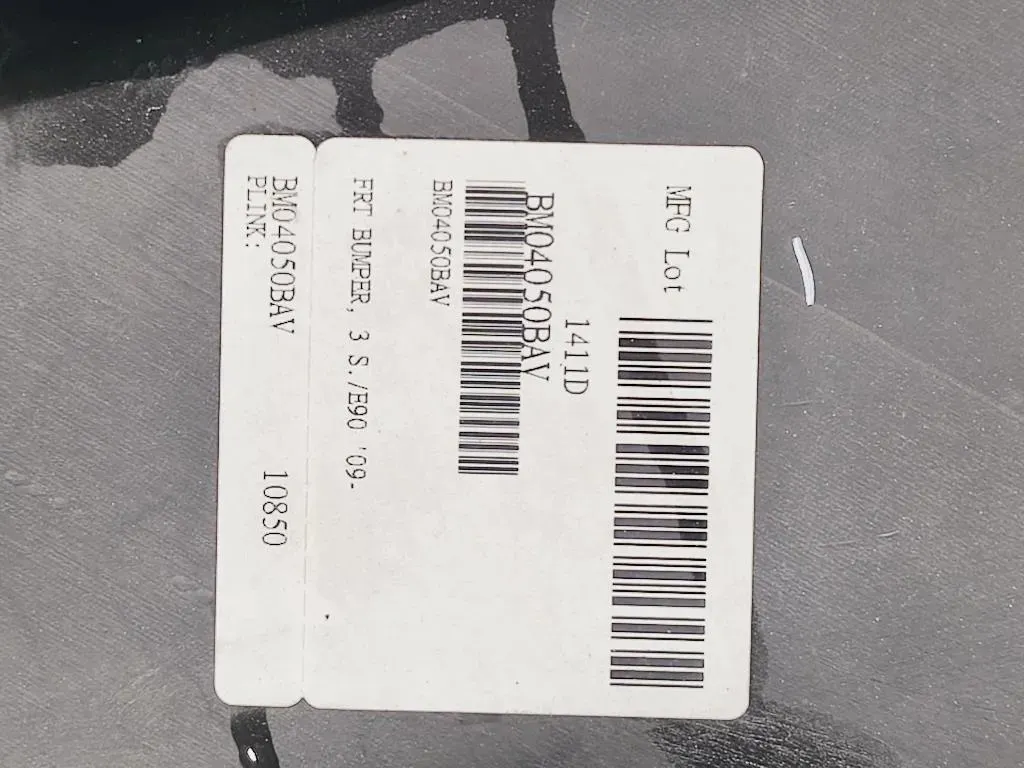 MFG Lot
1411D
BM04050BAV
BM04050BAV
FRT BUMPER, 3 S /E90 '09-
BM04050BAV 10850
PLINK: